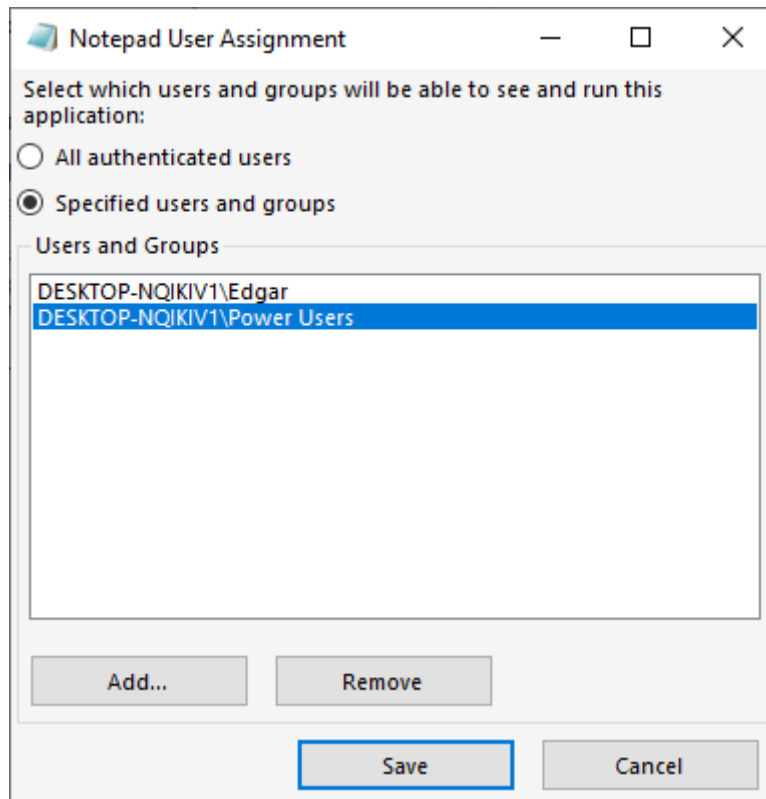 Notepad User Assignment
Select which users and groups will be able to see and run this
application:
All authenticated users
Specified users and groups
Users and Groups
DESKTOP-NQIKIV1\Edgar
DESKTOP-NQIKIV1\Power Users
Add...
Remove
Save
Cancel